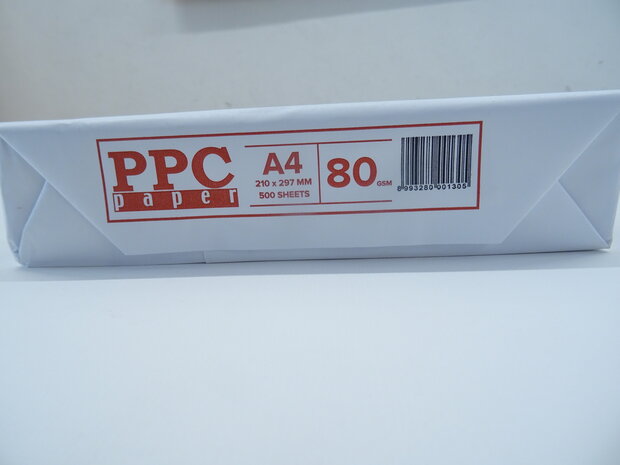 PPC
paper
A4
210 x 297 MM
500 SHEETS
80 GSM
8 993280 001305